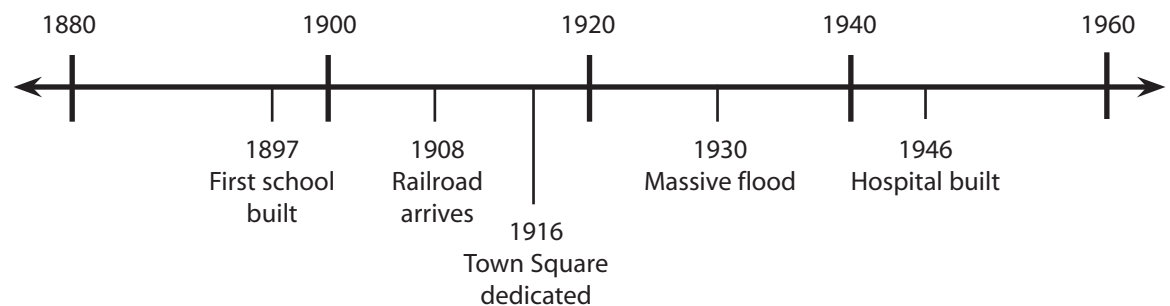 1880
1900
1920
1940
1960
1897
First school
built
1908
Railroad
arrives
1916
Town Square
dedicated
1930
Massive flood
1946
Hospital built